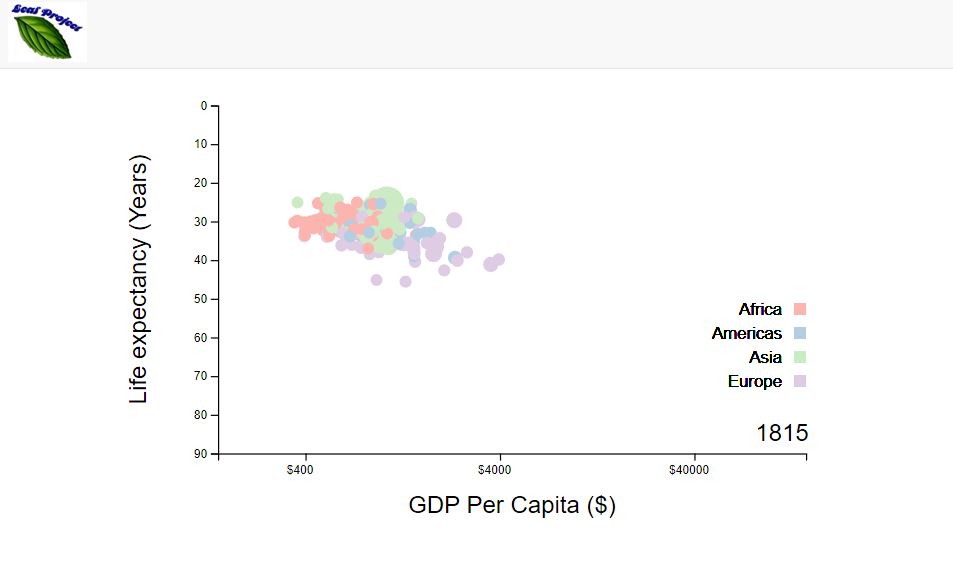 Leaf Project
Life expectancy (Years)
0
10
20
30
40
50
60
70
80
90
Africa
Americas
Asia
Europe
1815
$400
$4000
$40000
GDP Per Capita ($)